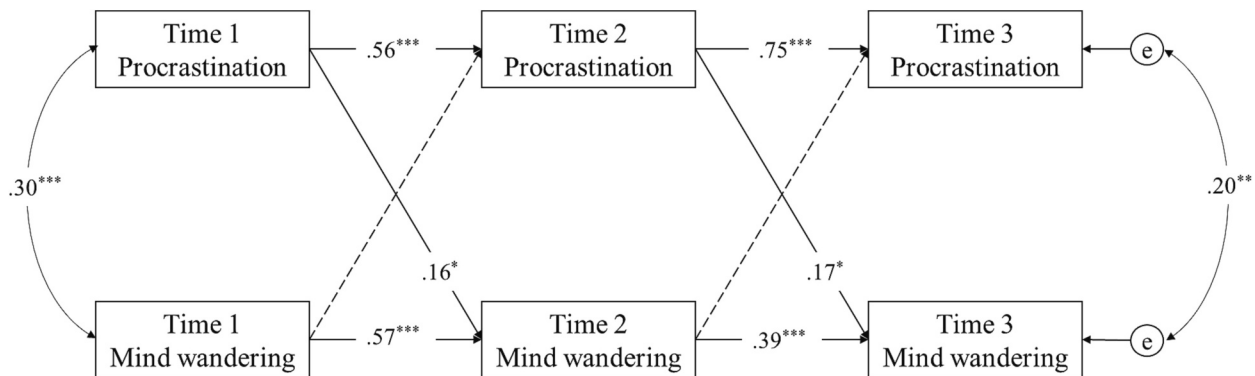 Time 1
Procrastination
.56***
Time 2
Procrastination
.75***
Time 3
Procrastination
e
.30***
.20**
.16*
.17*
Time 1
Mind wandering
.57***
Time 2
Mind wandering
.39***
Time 3
Mind wandering
e